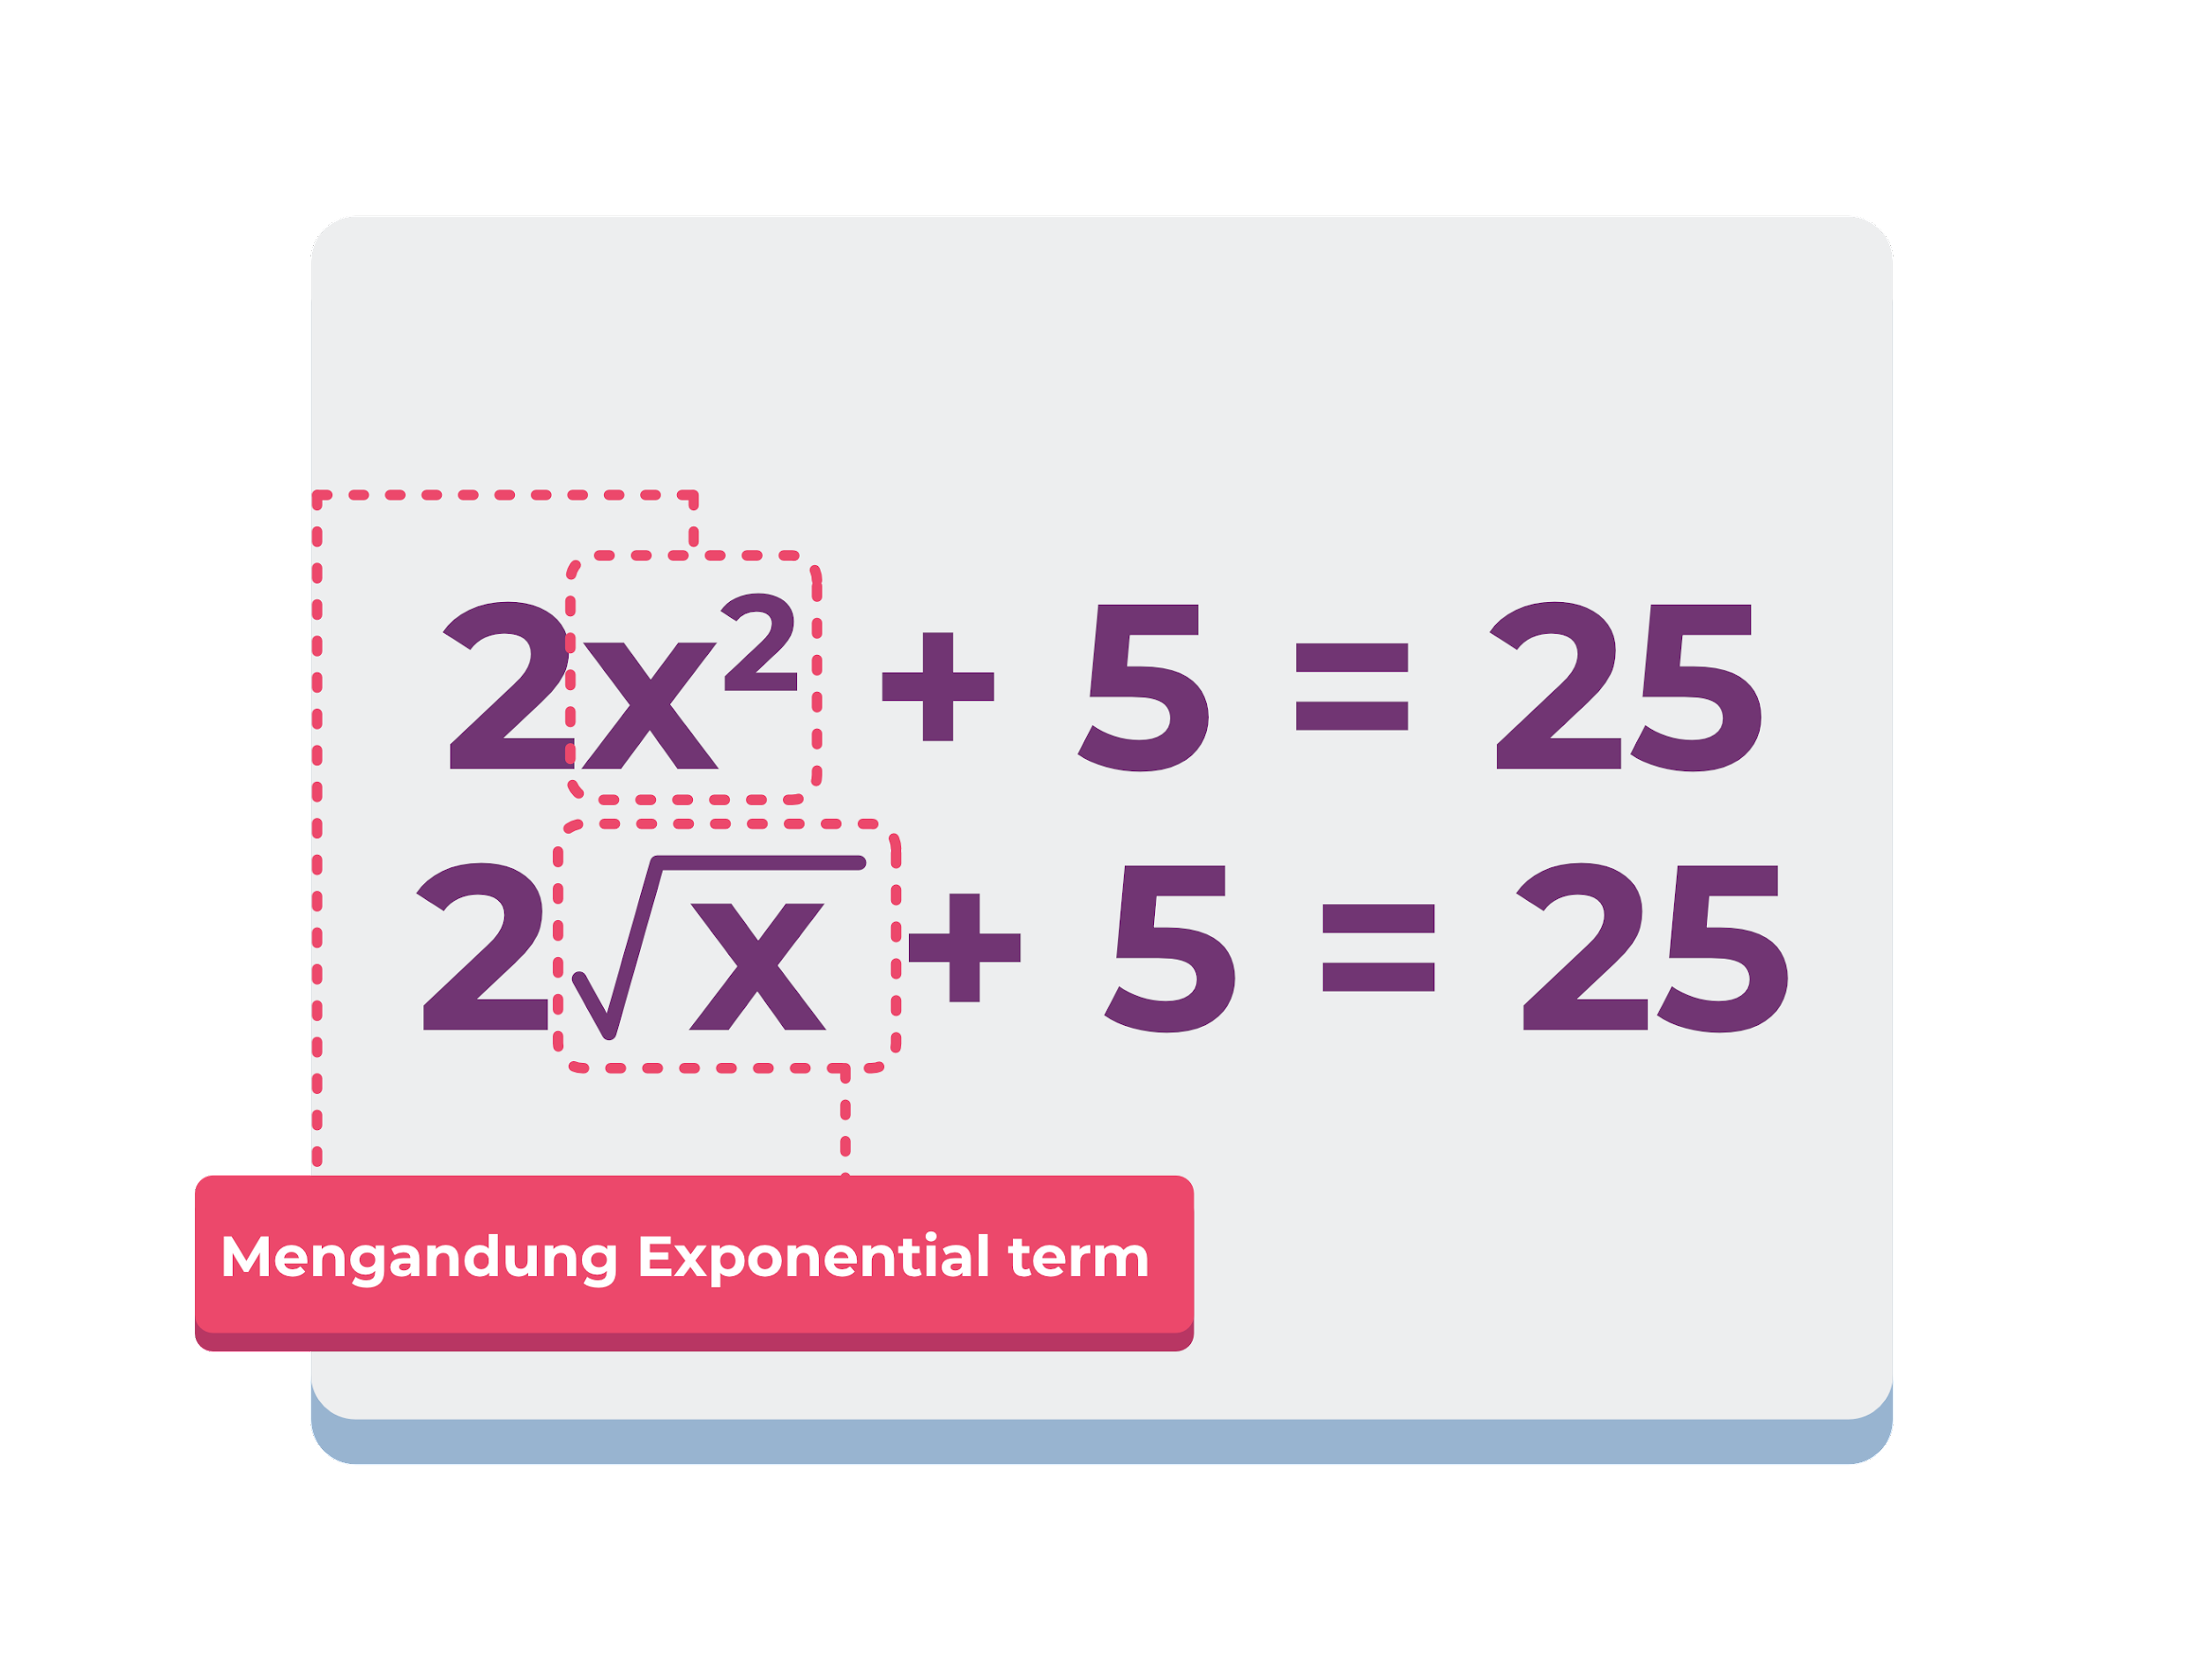 2x² + 5 = 25
2√x + 5 = 25
Mengandung Exponential term